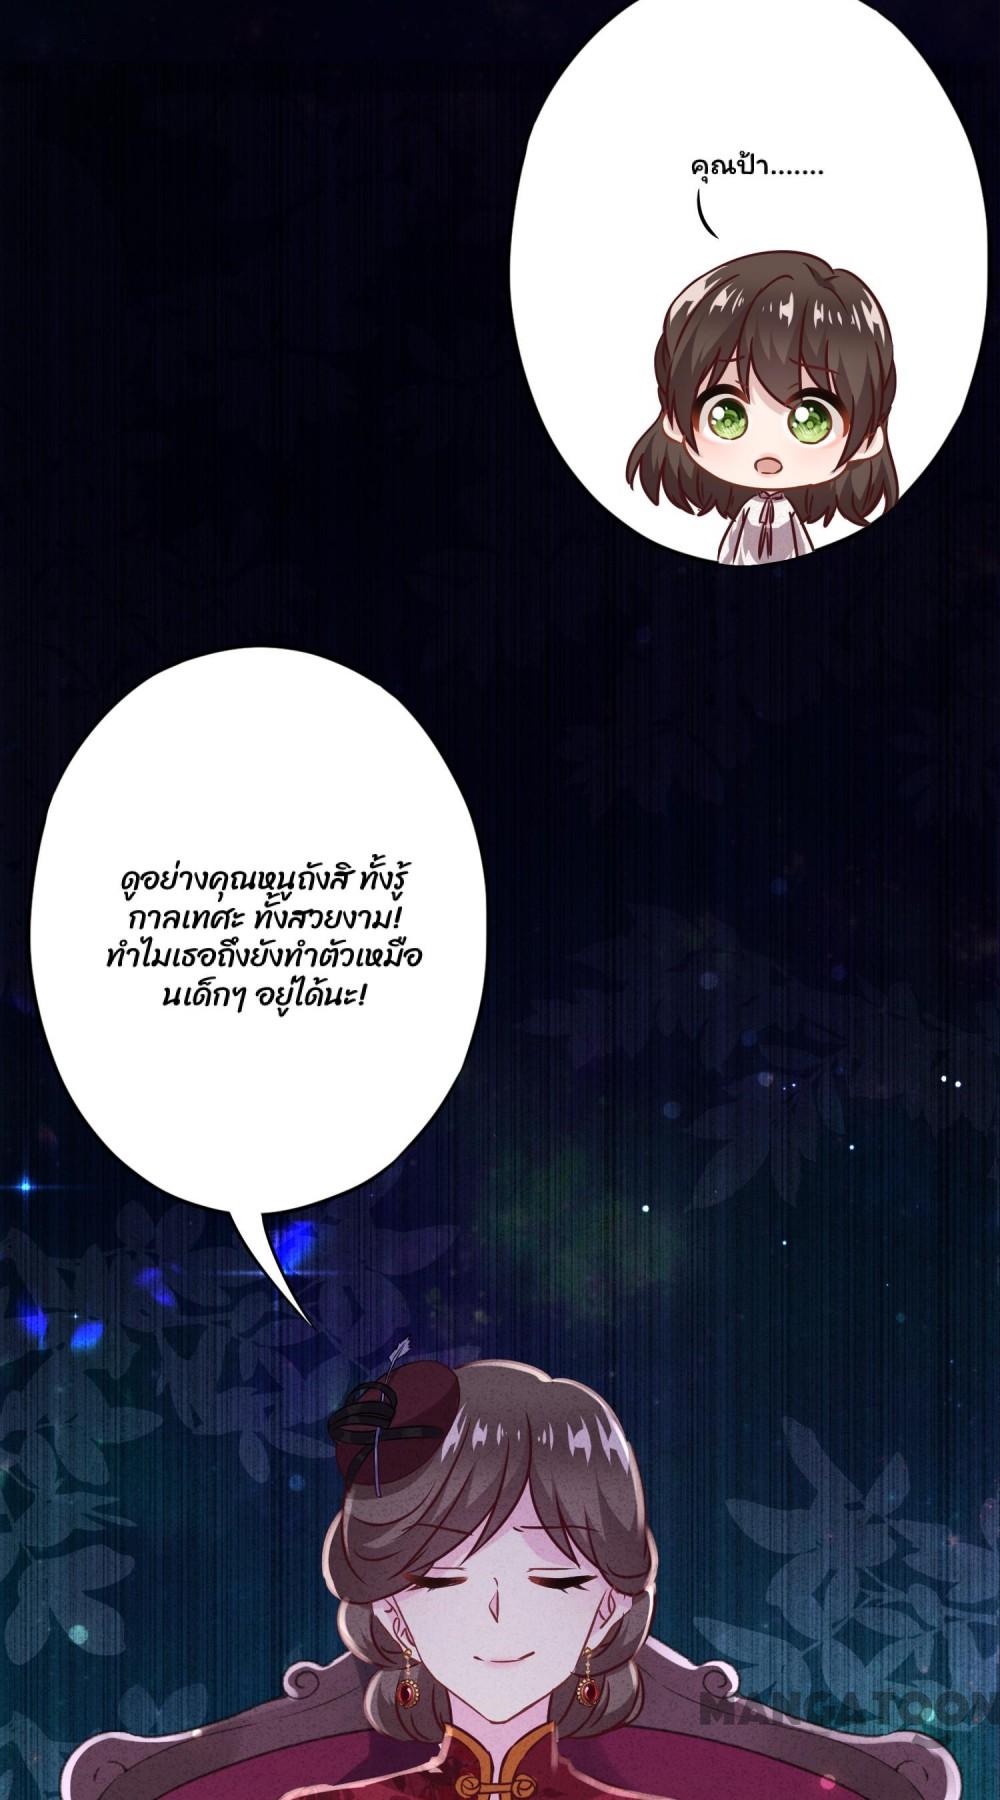 คุณป้า.......
ดูอย่างคุณหนูถังสิ ทั้งรู้
กาลเทศะ ทั้งสวยงาม!
ทำไมเธอถึงยังทำตัวเหมือ
นเด็กๆ อยู่ได้นะ!
MANGATOON